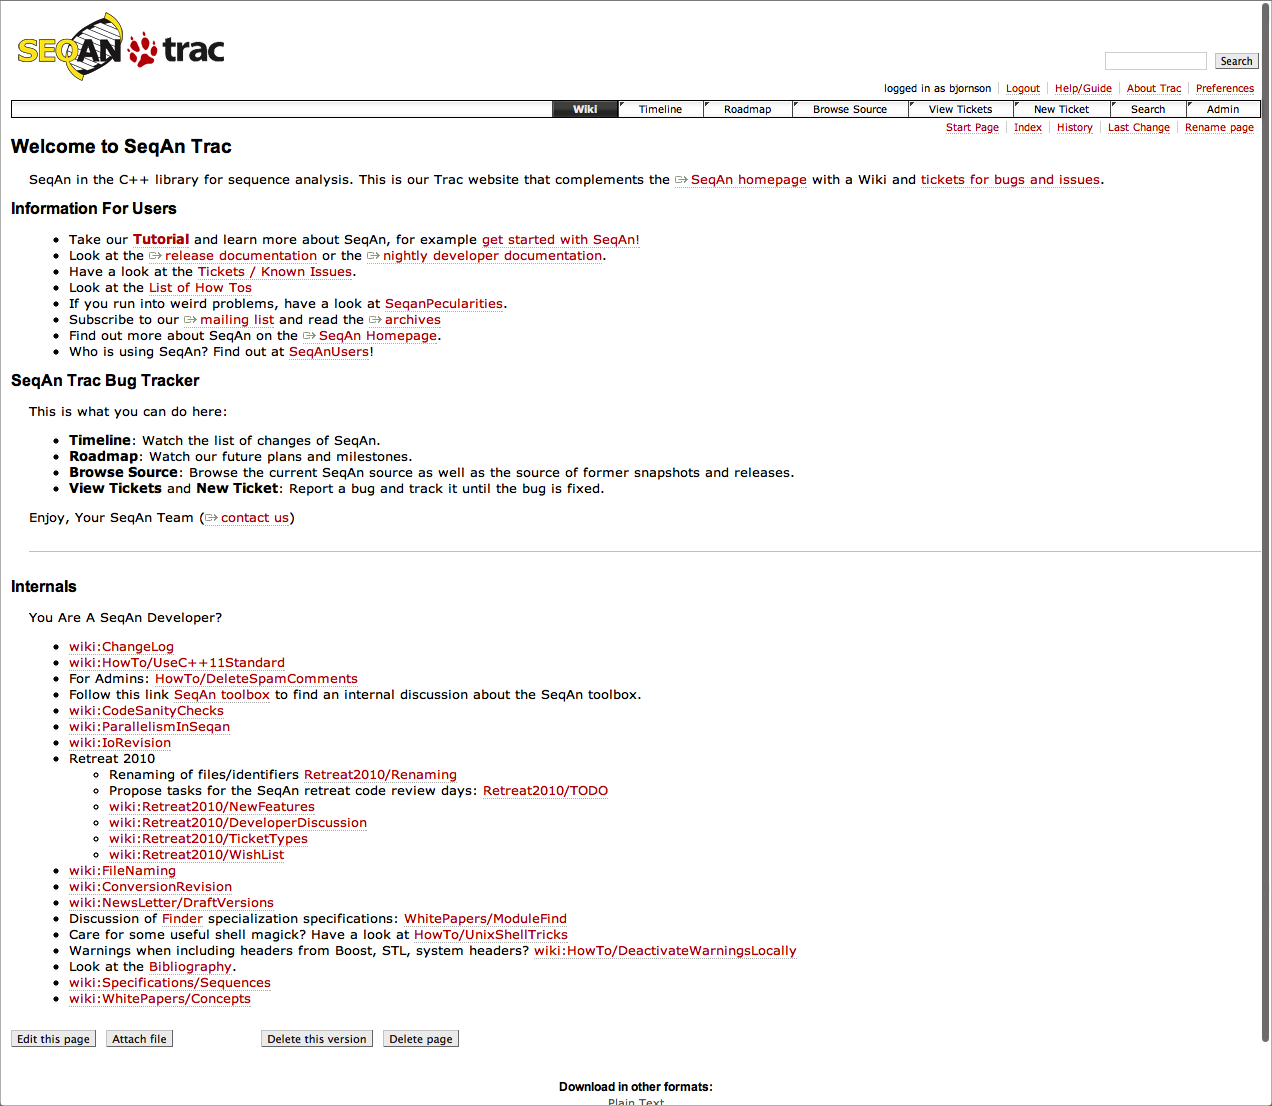 SEQAN trac
Search
logged in as bjornson Logout Help/Guide About Trac Preferences
Wiki Timeline Roadmap Browse Source View Tickets New Ticket Search Admin
Start Page Index History Last Change Rename page
Welcome to SeqAn Trac
SeqAn in the C++ library for sequence analysis. This is our Trac website that complements the SeqAn homepage with a Wiki and tickets for bugs and issues.
Information For Users
Take our Tutorial and learn more about SeqAn, for example get started with SeqAn!
Look at the release documentation or the nightly developer documentation.
Have a look at the Tickets / Known Issues.
Look at the List of How Tos
If you run into weird problems, have a look at SeqanPecularities.
Subscribe to our mailing list and read the archives
Find out more about SeqAn on the SeqAn Homepage.
Who is using SeqAn? Find out at SeqAnUsers!
SeqAn Trac Bug Tracker
This is what you can do here:
Timeline: Watch the list of changes of SeqAn.
Roadmap: Watch our future plans and milestones.
Browse Source: Browse the current SeqAn source as well as the source of former snapshots and releases.
View Tickets and New Ticket: Report a bug and track it until the bug is fixed.
Enjoy, Your SeqAn Team (contact us)
Internals
You Are A SeqAn Developer?
wiki:ChangeLog
wiki:HowTo/UseC++11Standard
For Admins: HowTo/DeleteSpamComments
Follow this link SeqAn toolbox to find an internal discussion about the SeqAn toolbox.
wiki:CodeSanityChecks
wiki:ParallelismInSeqan
wiki:IoRevision
Retreat 2010
Renaming of files/identifiers Retreat2010/Renaming
Propose tasks for the SeqAn retreat code review days: Retreat2010/TODO
wiki:Retreat2010/NewFeatures
wiki:Retreat2010/DeveloperDiscussion
wiki:Retreat2010/TicketTypes
wiki:Retreat2010/WishList
wiki:FileNaming
wiki:ConversionRevision
wiki:NewsLetter/DraftVersions
Discussion of Finder specialization specifications: WhitePapers/ModuleFind
Care for some useful shell magick? Have a look at HowTo/UnixShellTricks
Warnings when including headers from Boost, STL, system headers? wiki:HowTo/DeactivateWarningsLocally
Look at the Bibliography.
wiki:Specifications/Sequences
wiki:WhitePapers/Concepts
Edit this page Attach file Delete this version Delete page
Download in other formats:
Plain Text